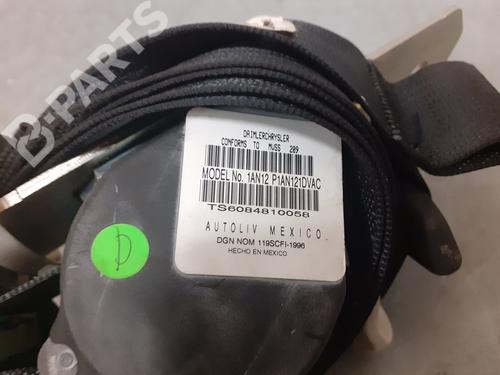 B-PARTS
DAIMLERCHRYSLER
CONFORMS TO MVSS 209
MODEL No. 1AN12 P1AN121DVAC
TS6084810058
AUTOLIV MEXICO
DGN NOM 119SCFI-1996
HECHO EN MEXICO
D